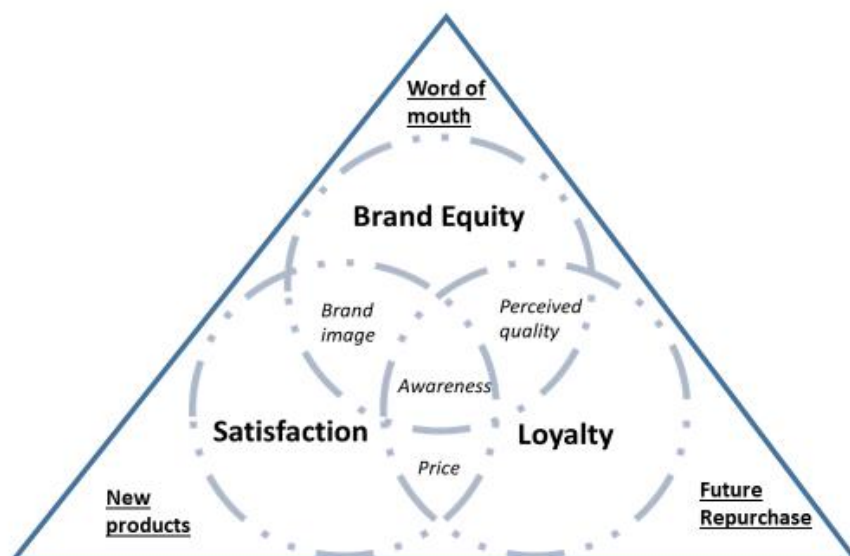 Word of
mouth
Brand Equity
Brand
image
Perceived
quality
Awareness
Satisfaction
Loyalty
Price
New
products
Future
Repurchase